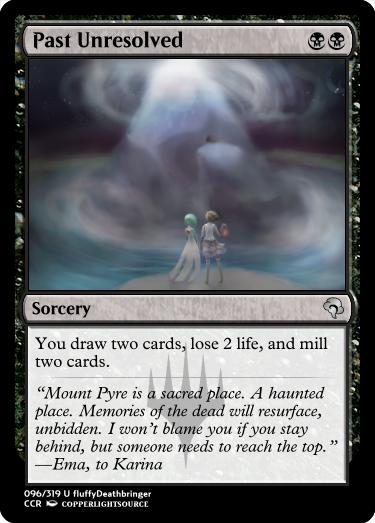 Past Unresolved
Sorcery
You draw two cards, lose 2 life, and mill
two cards.
“Mount Pyre is a sacred place. A haunted
place. Memories of the dead will resurface,
unbidden. I won’t blame you if you stay
behind, but someone needs to reach the top.”
—Ema, to Karina
096/319 U fluffyDeathbringer
CCR COPPERLIGHTSOURCE